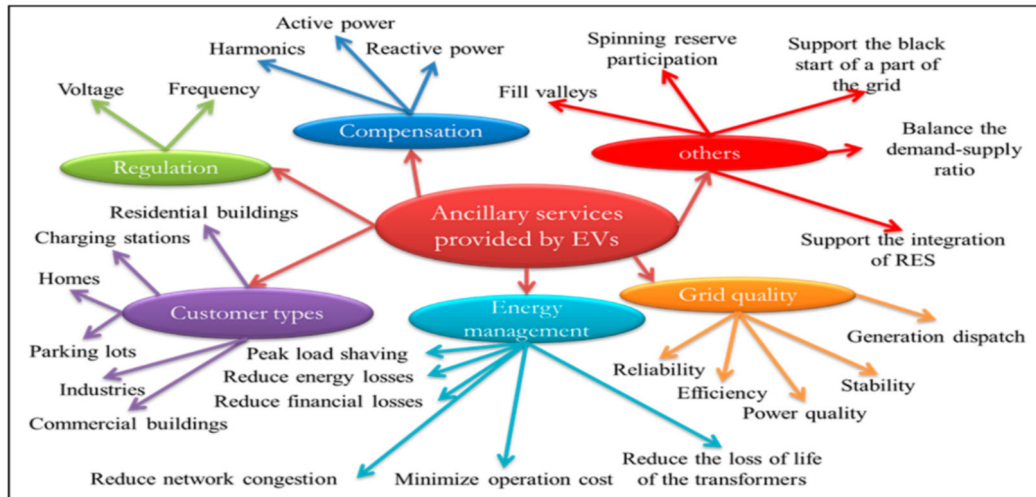 Active power
Harmonics
Reactive power
Compensation
Voltage
Frequency
Regulation
Spinning reserve
participation
Support the black
start of a part of
the grid
Fill valleys
others
Balance the
demand-supply
ratio
Support the integration
of RES
Ancillary services
provided by EVs
Residential buildings
Charging stations
Homes
Customer types
Parking lots
Industries
Commercial buildings
Energy
management
Peak load shaving
Reduce energy losses
Reduce financial losses
Reduce network congestion
Minimize operation cost
Reduce the loss of life
of the transformers
Grid quality
Generation dispatch
Reliability
Efficiency
Power quality
Stability